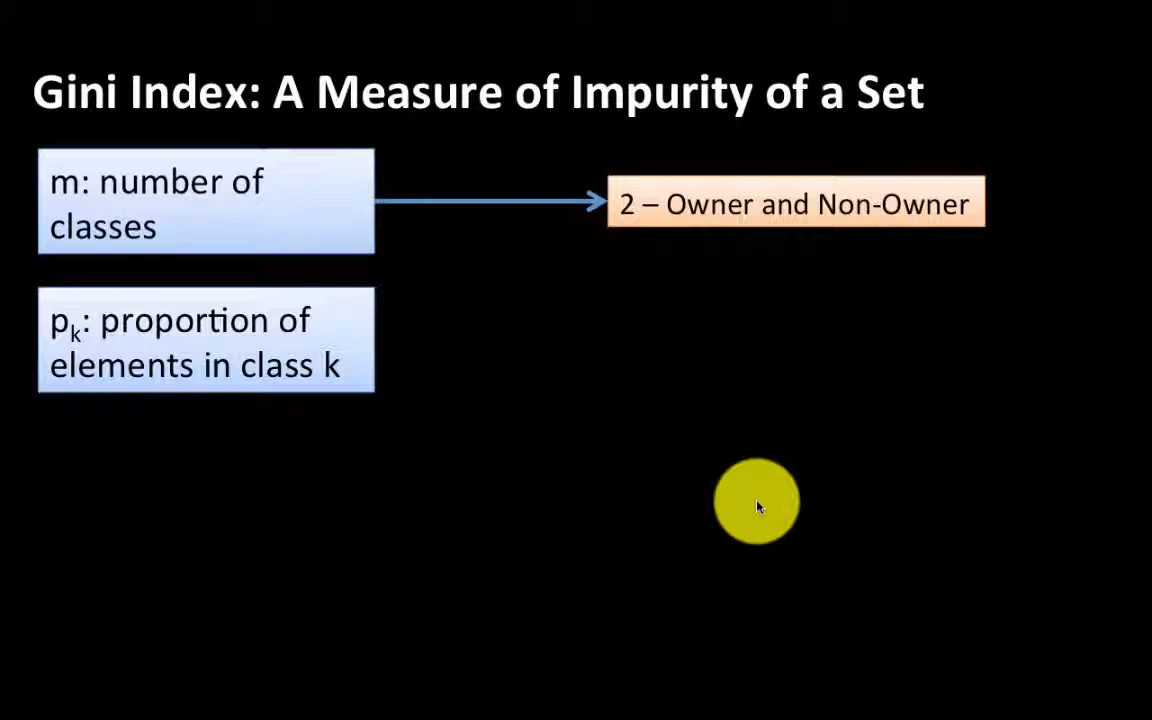 Gini Index: A Measure of Impurity of a Set
m: number of
classes
2 – Owner and Non-Owner
pk: proportion of
elements in class k